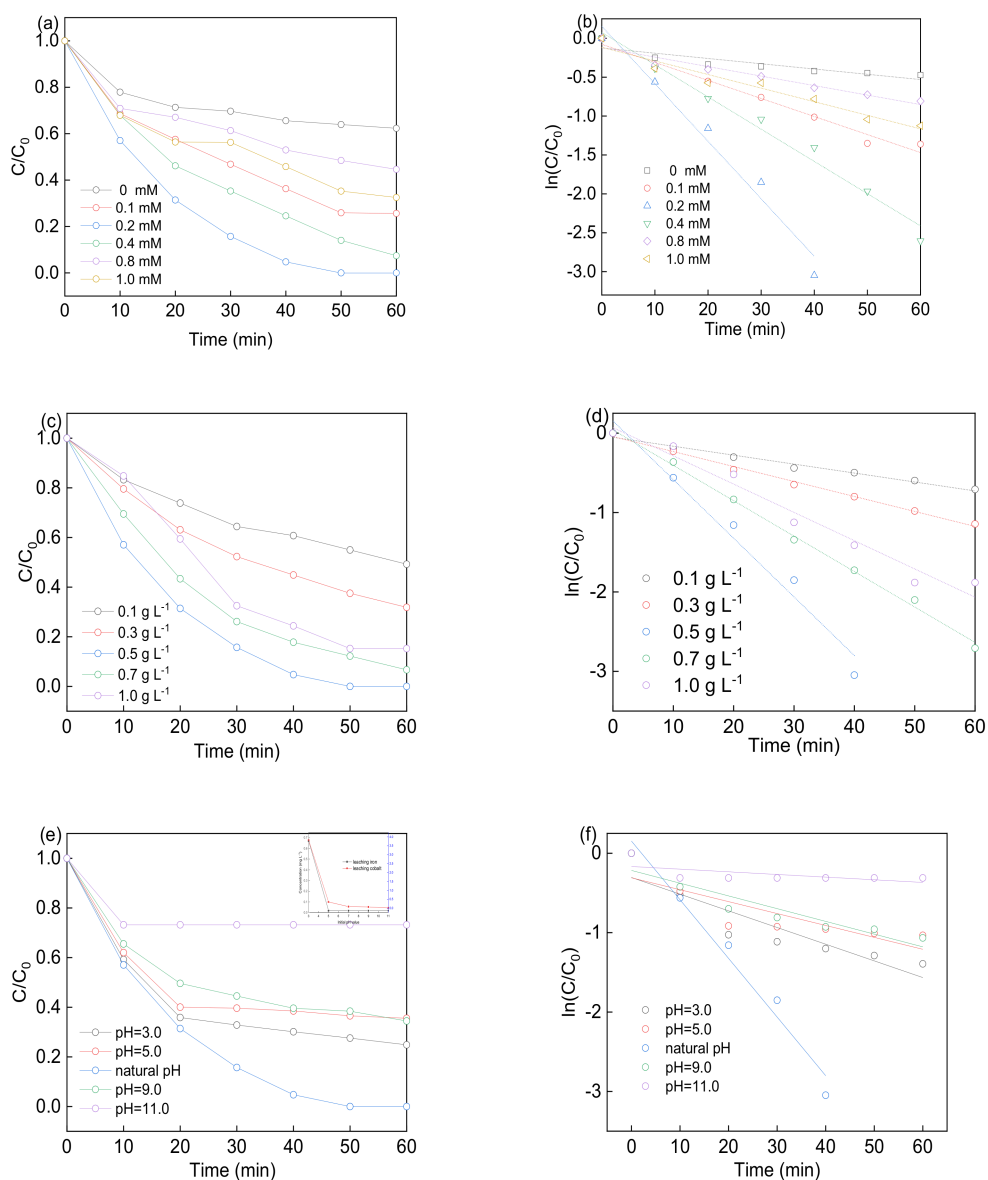 (a)
C/C0
1.0
0.8
0.6
0.4
0.2
0.0
0 mM
0.1 mM
0.2 mM
0.4 mM
0.8 mM
1.0 mM
0 10 20 30 40 50 60
Time (min)
(b)
ln(C/C0)
0.0
-0.5
-1.0
-1.5
-2.0
-2.5
-3.0
0 mM
0.1 mM
0.2 mM
0.4 mM
0.8 mM
1.0 mM
0 10 20 30 40 50 60
Time (min)
(c)
C/C0
1.0
0.8
0.6
0.4
0.2
0.0
0.1 g L-1
0.3 g L-1
0.5 g L-1
0.7 g L-1
1.0 g L-1
0 10 20 30 40 50 60
Time (min)
(d)
ln(C/C0)
0
-1
-2
-3
0.1 g L-1
0.3 g L-1
0.5 g L-1
0.7 g L-1
1.0 g L-1
0 10 20 30 40 50 60
Time (min)
(e)
C/C0
1.0
0.8
0.6
0.4
0.2
0.0
leaching iron
leaching cobalt
pH=3.0
pH=5.0
natural pH
pH=9.0
pH=11.0
0 10 20 30 40 50 60
Time (min)
(f)
ln(C/C0)
0
-1
-2
-3
pH=3.0
pH=5.0
natural pH
pH=9.0
pH=11.0
0 10 20 30 40 50 60
Time (min)